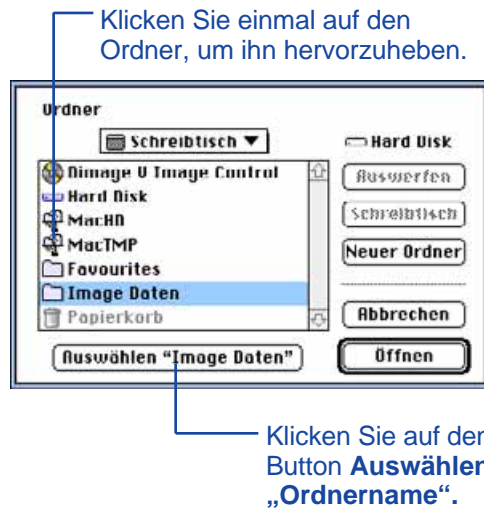 Klicken Sie einmal auf den
Ordner, um ihn hervorzuheben.
Ordner
Schreibtisch
Hard Disk
Dimage V Image Control
Hard Disk
MacHD
MacTMP
Favourites
Image Daten
Papierkorb
Auswerfen
Schreibtisch
Neuer Ordner
Abbrechen
Öffnen
Auswählen “Image Daten”
Klicken Sie auf den
Button Auswählen
„Ordnername“.